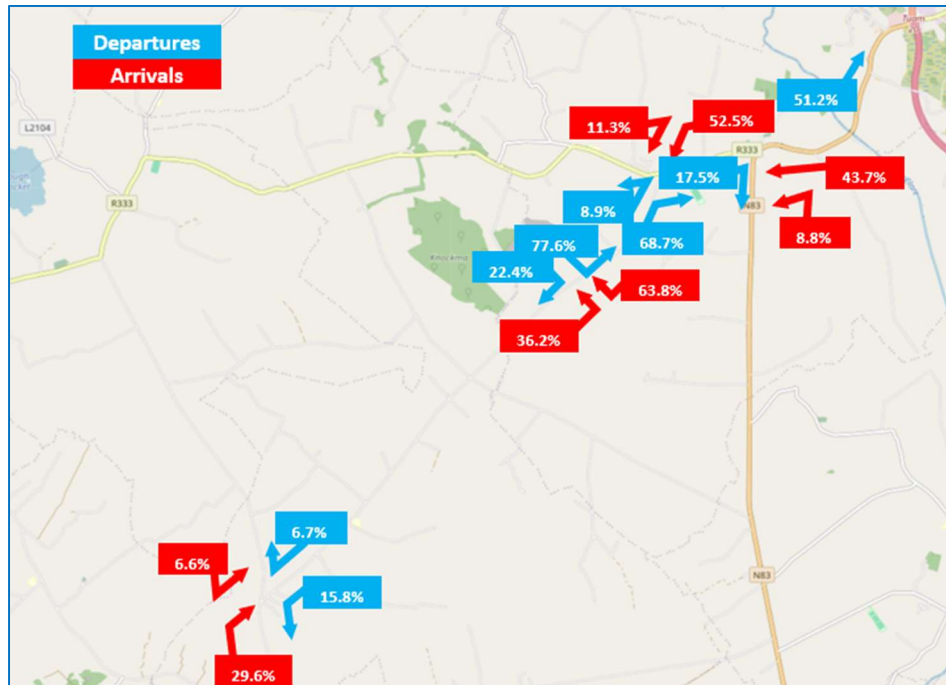 Departures
Arrivals
Tuam
51.2%
11.3%
52.5%
L2104
R333
17.5%
43.7%
R333
8.9%
N83
77.6%
68.7%
8.8%
Knockma
22.4%
63.8%
36.2%
6.7%
6.6%
N83
15.8%
29.6%